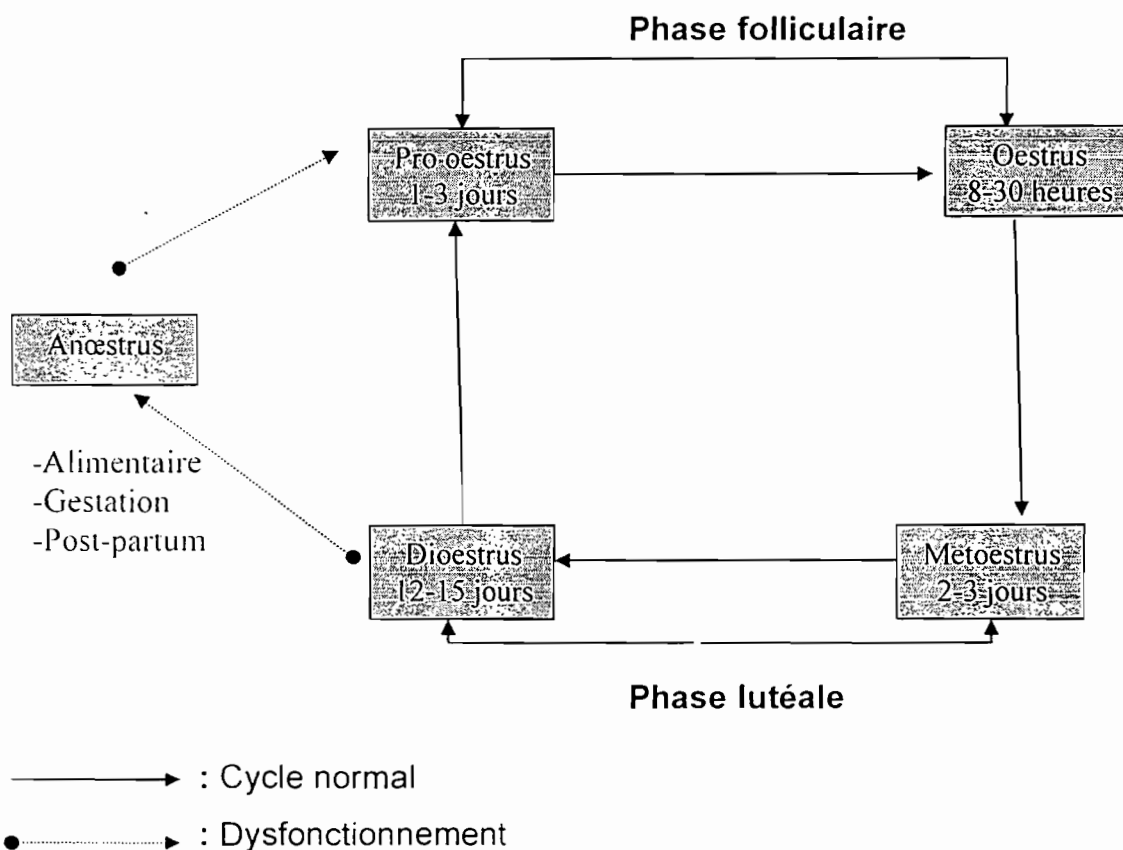 Phase folliculaire
Pro oestrus
1-3 jours
Oestrus
8-30 heures
Anœstrus
-Alimentaire
-Gestation
-Post-partum
Dioestrus
12-15 jours
Metoestrus
2-3 jours
Phase lutéale
: Cycle normal
: Dysfonctionnement